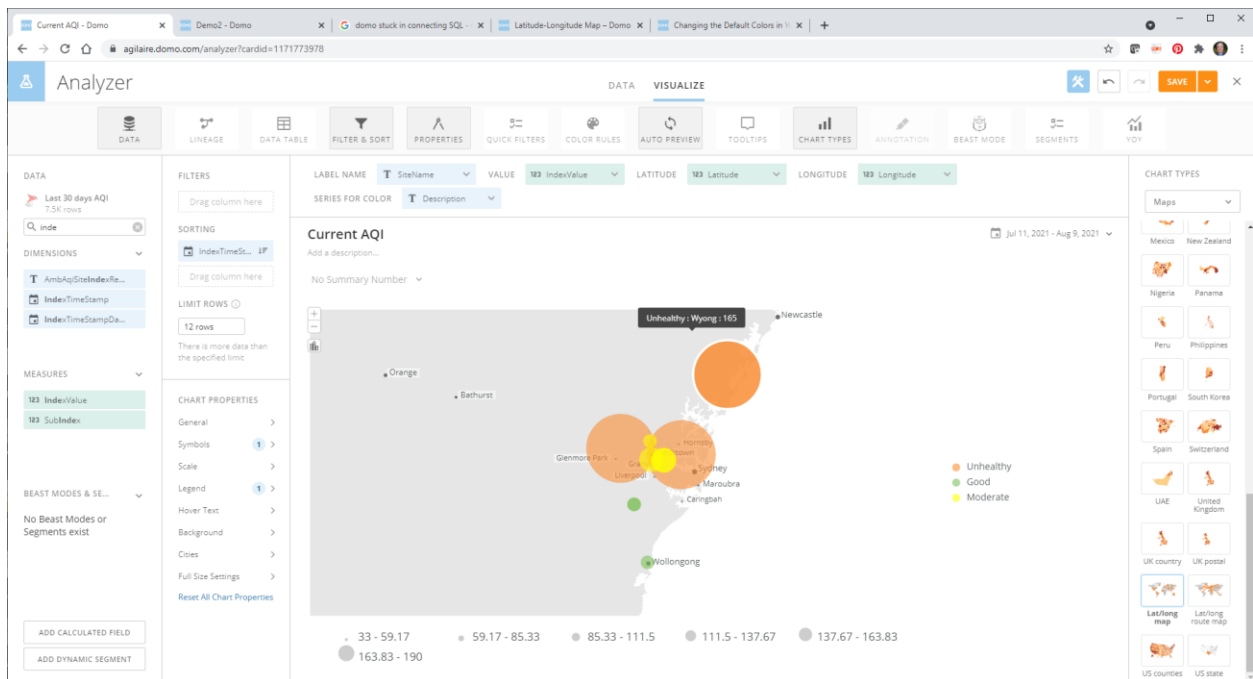 Current AQI - Domo
Demo2 - Domo
domo stuck in connecting SQL -
Latitude-Longitude Map – Domo
Changing the Default Colors in
agilaire.domo.com/analyzer?cardid=1171773978
Analyzer
DATA
VISUALIZE
SAVE
DATA
LINEAGE
DATA TABLE
FILTER & SORT
PROPERTIES
QUICK FILTERS
COLOR RULES
AUTO PREVIEW
TOOLTIPS
CHART TYPES
ANNOTATION
BEAST MODE
SEGMENTS
YOY
DATA
Last 30 days AQI
7.5K rows
inde
DIMENSIONS
T AmbAqiSiteIndexRe...
IndexTimeStamp
IndexTimeStampDa...
MEASURES
123 IndexValue
123 SubIndex
BEAST MODES & SE...
No Beast Modes or
Segments exist
ADD CALCULATED FIELD
ADD DYNAMIC SEGMENT
FILTERS
Drag column here
SORTING
IndexTimeSt...
Drag column here
LIMIT ROWS
12 rows
There is more data than
the specified limit
CHART PROPERTIES
General
Symbols 1
Scale
Legend 1
Hover Text
Background
Cities
Full Size Settings
Reset All Chart Properties
LABEL NAME T SiteName VALUE 123 IndexValue LATITUDE 123 Latitude LONGITUDE 123 Longitude
SERIES FOR COLOR T Description
Current AQI
Jul 11, 2021 - Aug 9, 2021
Add a description...
No Summary Number
+
−
Unhealthy : Wyong : 165
Newcastle
Orange
Bathurst
Hornsby
Glenmore Park
Sydney
Liverpool
Maroubra
Caringbah
Wollongong
Unhealthy
Good
Moderate
33 - 59.17
59.17 - 85.33
85.33 - 111.5
111.5 - 137.67
137.67 - 163.83
163.83 - 190
CHART TYPES
Maps
Mexico
New Zealand
Nigeria
Panama
Peru
Philippines
Portugal
South Korea
Spain
Switzerland
UAE
United
Kingdom
UK country
UK postal
Lat/long
map
Lat/long
route map
US counties
US state